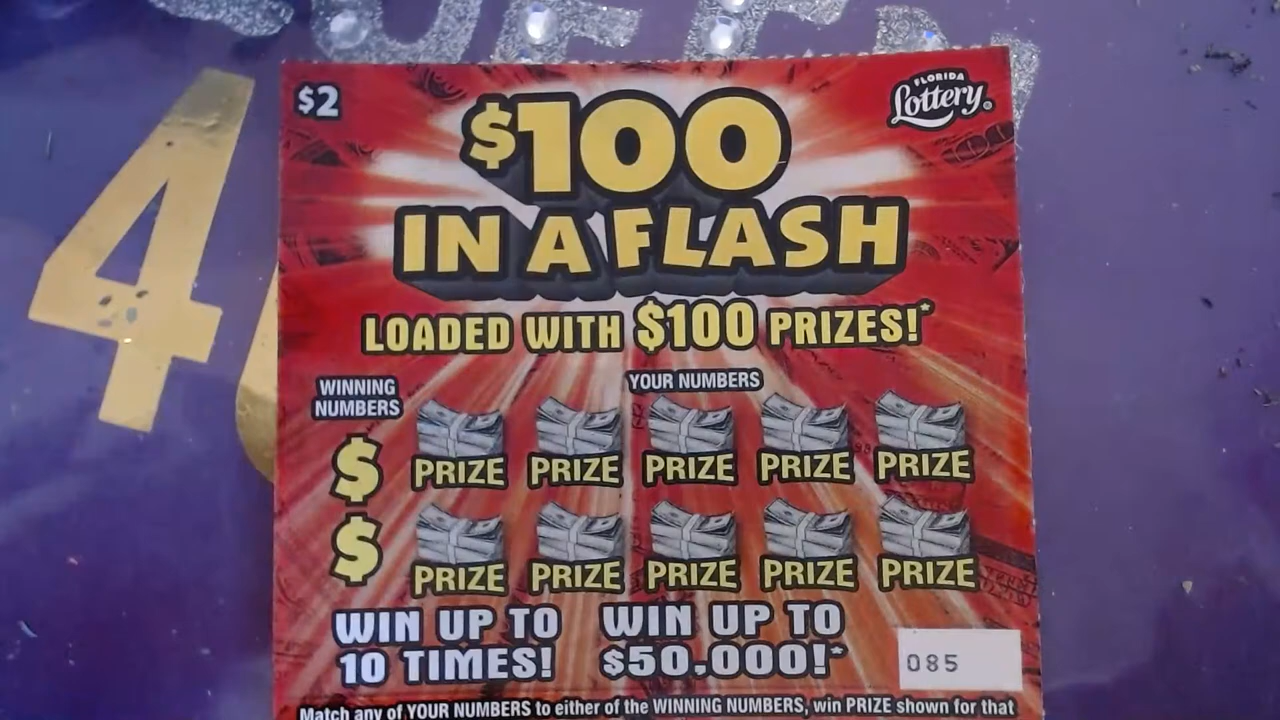 $2
$100
FLORIDA
Lottery®
IN A FLASH
LOADED WITH $100 PRIZES!*
WINNING
NUMBERS
YOUR NUMBERS
$
PRIZE PRIZE PRIZE PRIZE PRIZE
$
PRIZE PRIZE PRIZE PRIZE PRIZE
WIN UP TO
10 TIMES!
WIN UP TO
$50,000!*
085
Match any of YOUR NUMBERS to either of the WINNING NUMBERS, win PRIZE shown for that
4